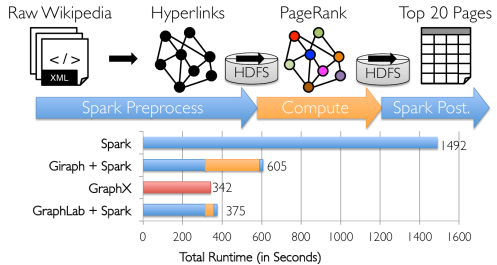 Raw Wikipedia
Hyperlinks
PageRank
Top 20 Pages
</>
XML
HDFS
HDFS
Spark Preprocess
Compute
Spark Post.
Spark
1492
Giraph + Spark
605
GraphX
342
GraphLab + Spark
375
0 200 400 600 800 1000 1200 1400 1600
Total Runtime (in Seconds)